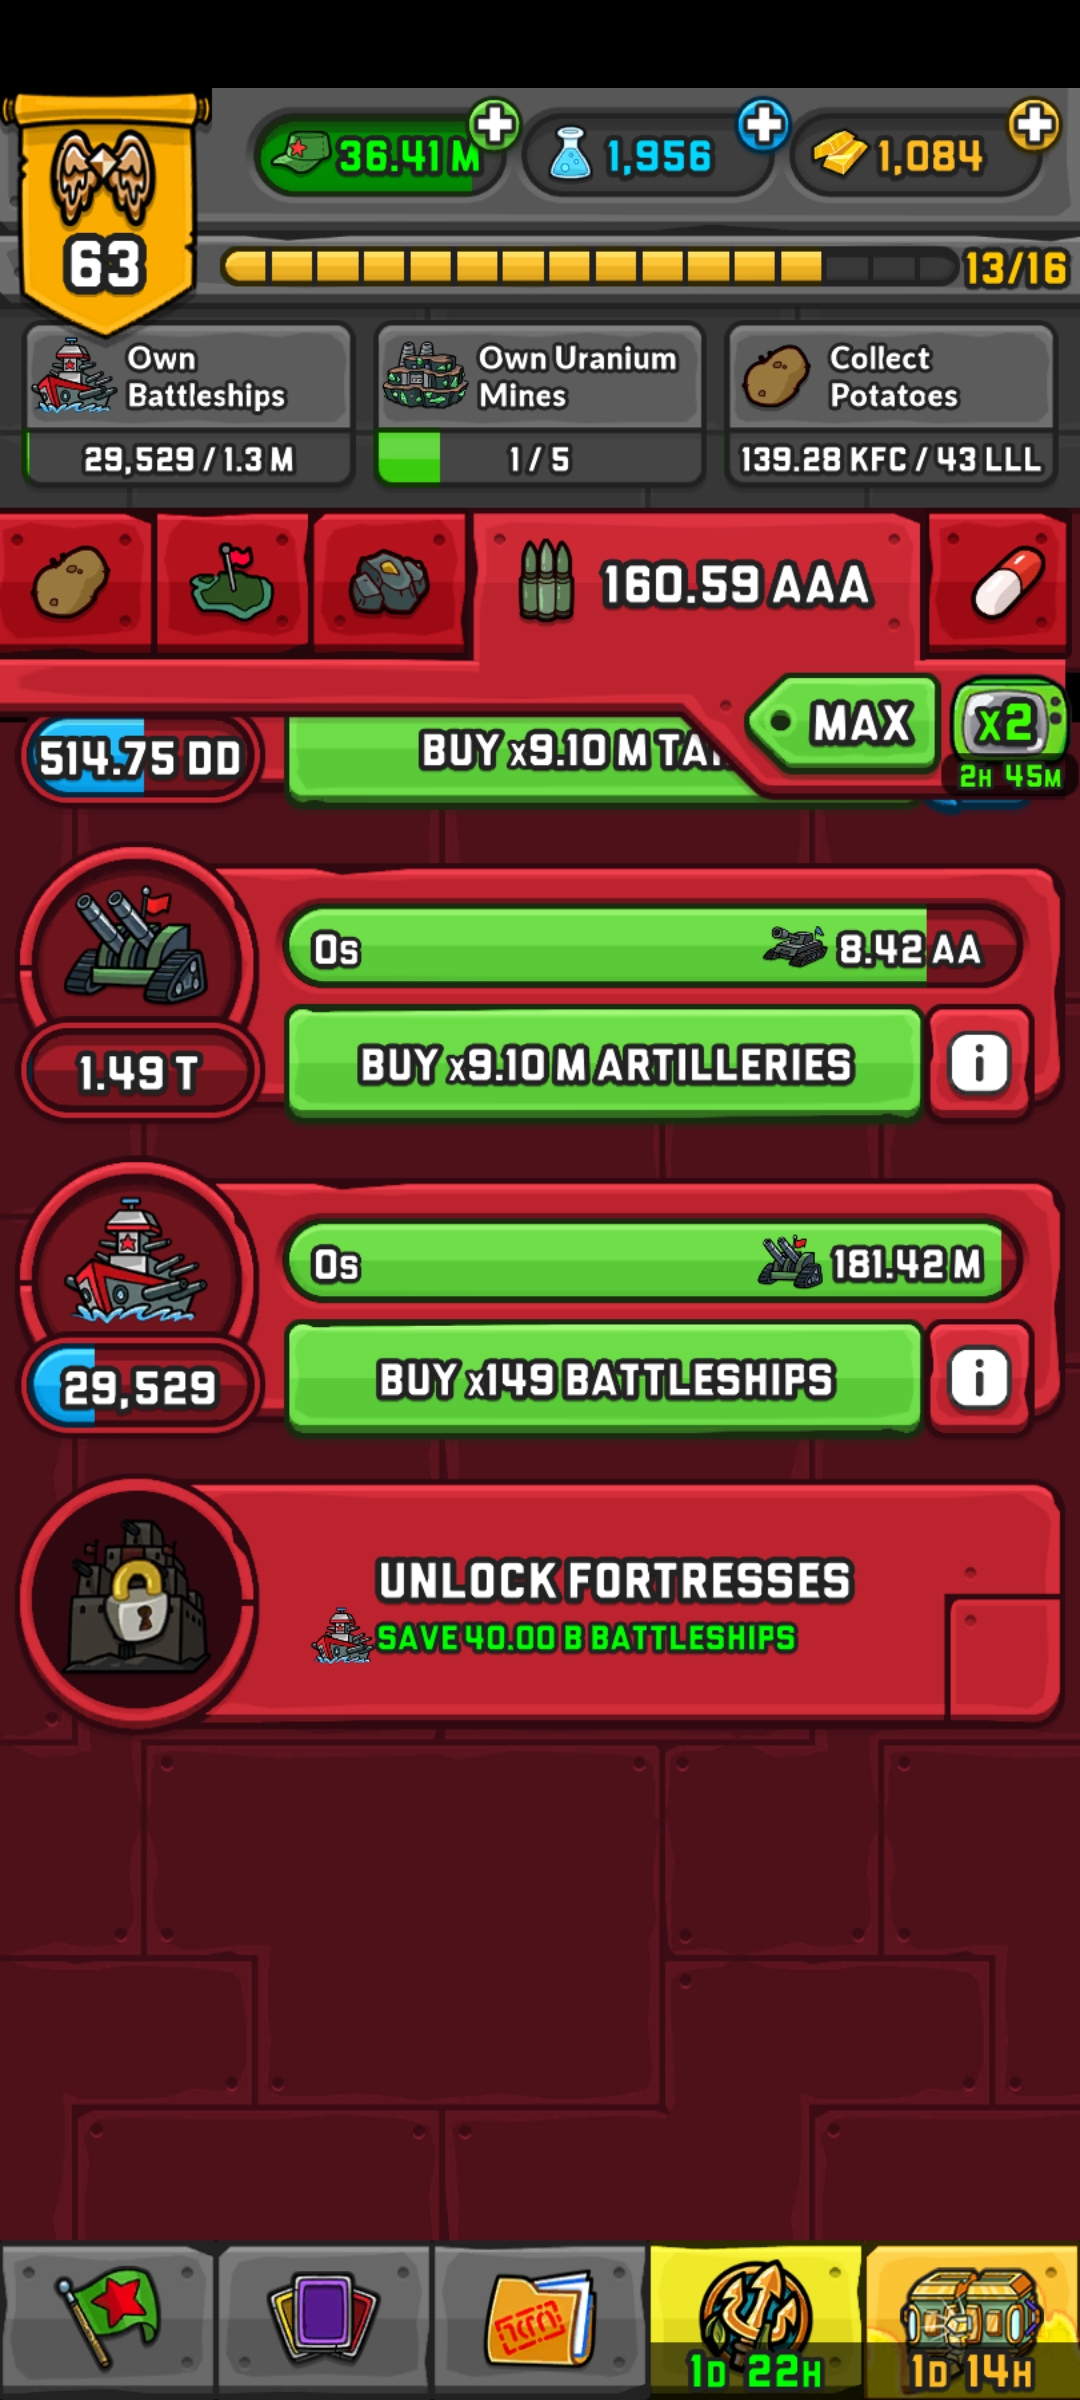 63
36.41 M
1,956
1,084
13/16
Own
Battleships
29,529 / 1.3 M
Own Uranium
Mines
1 / 5
Collect
Potatoes
139.28 KFC / 43 LLL
160.59 AAA
MAX
x2
2H 45M
514.75 DD
BUY x9.10 M
0s
8.42 AA
1.49 T
BUY x9.10 M ARTILLERIES
i
0s
181.42 M
29,529
BUY x149 BATTLESHIPS
i
UNLOCK FORTRESSES
SAVE 40.00 B BATTLESHIPS
1D 22H
1D 14H